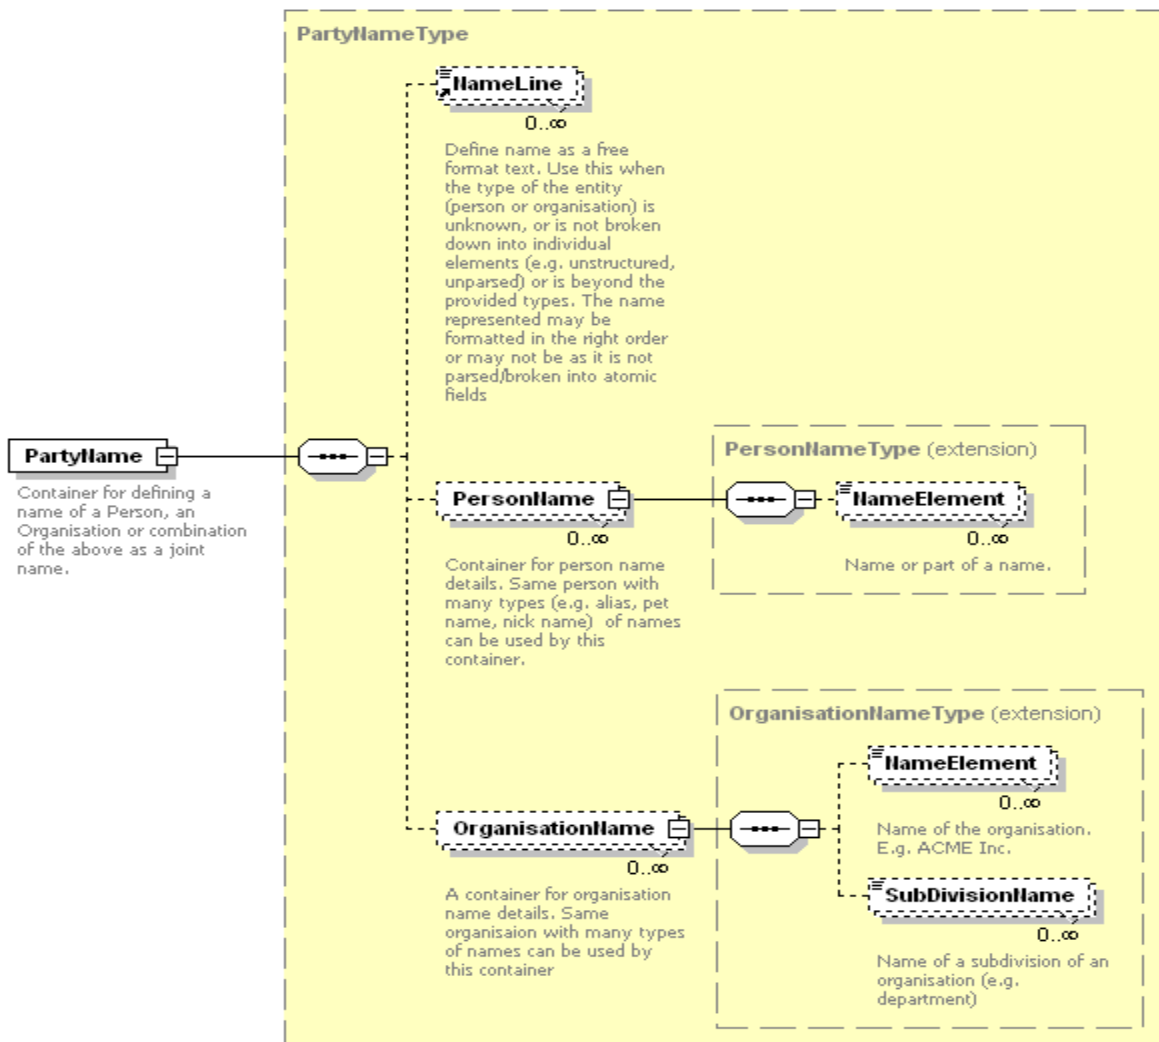 PartyNameType
NameLine
0..∞
Define name as a free
format text. Use this when
the type of the entity
(person or organisation) is
unknown, or is not broken
down into individual
elements (e.g. unstructured,
unparsed) or is beyond the
provided types. The name
represented may be
formatted in the right order
or may not be as it is not
parsed/broken into atomic
fields
PartyName
Container for defining a
name of a Person, an
Organisation or combination
of the above as a joint
name.
PersonName
0..∞
Container for person name
details. Same person with
many types (e.g. alias, pet
name, nick name)  of names
can be used by this
container.
PersonNameType (extension)
NameElement
0..∞
Name or part of a name.
OrganisationName
0..∞
A container for organisation
name details. Same
organisaion with many types
of names can be used by
this container
OrganisationNameType (extension)
NameElement
0..∞
Name of the organisation.
E.g. ACME Inc.
SubDivisionName
0..∞
Name of a subdivision of an
organisation (e.g.
department)